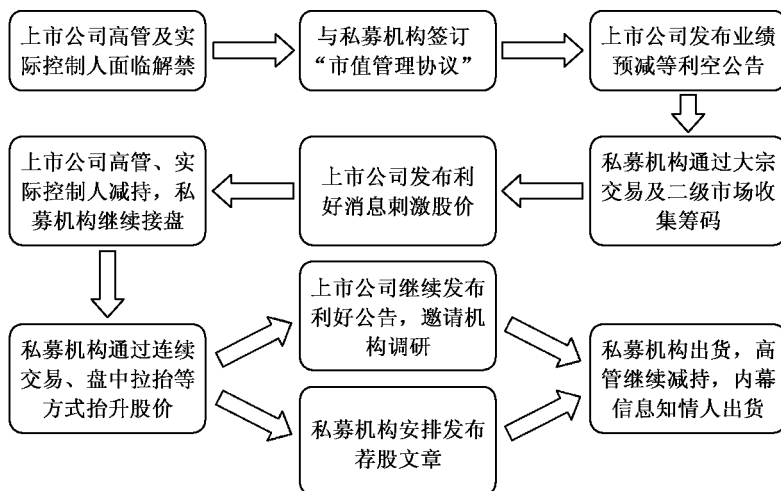 上市公司高管及实
际控制人面临解禁
与私募机构签订
“市值管理协议”
上市公司发布业绩
预减等利空公告
私募机构通过大宗
交易及二级市场收
集筹码
上市公司发布利
好消息刺激股价
上市公司高管、实
际控制人减持，私
募机构继续接盘
私募机构通过连续
交易、盘中拉抬等
方式抬升股价
上市公司继续发布
利好公告，邀请机
构调研
私募机构安排发布
荐股文章
私募机构出货，高
管继续减持，内幕
信息知情人出货